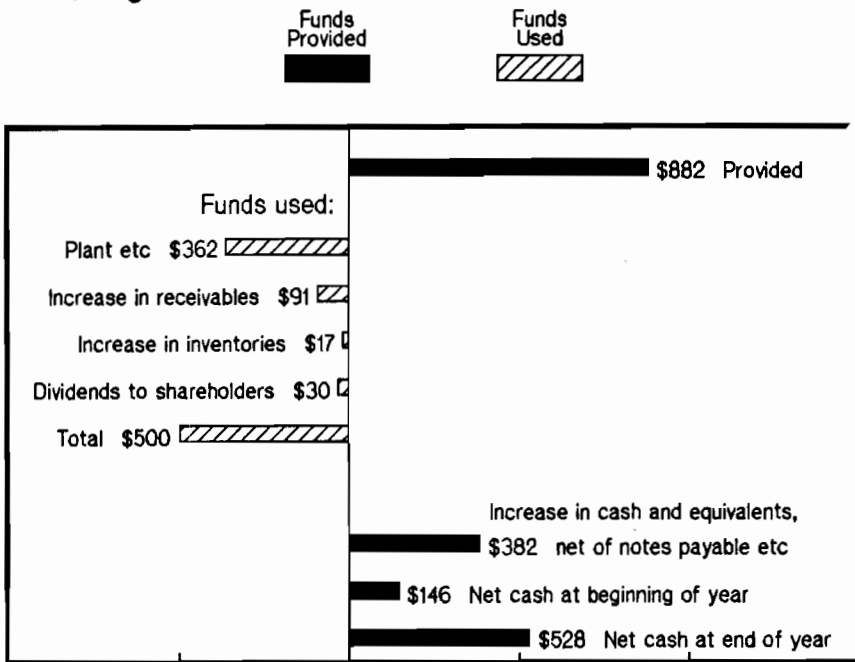 Funds
Provided
Funds
Used
$882 Provided
Funds used:
Plant etc $362
Increase in receivables $91
Increase in inventories $17
Dividends to shareholders $30
Total $500
Increase in cash and equivalents,
$382 net of notes payable etc
$146 Net cash at beginning of year
$528 Net cash at end of year